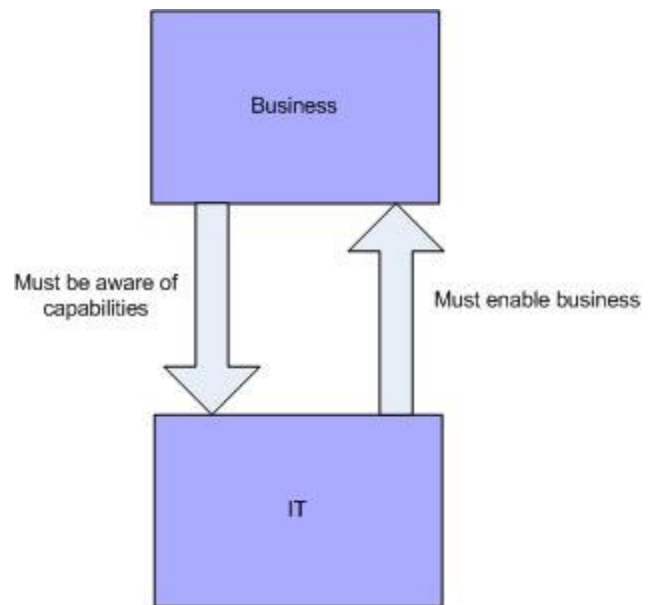 Business
Must be aware of
capabilities
Must enable business
IT